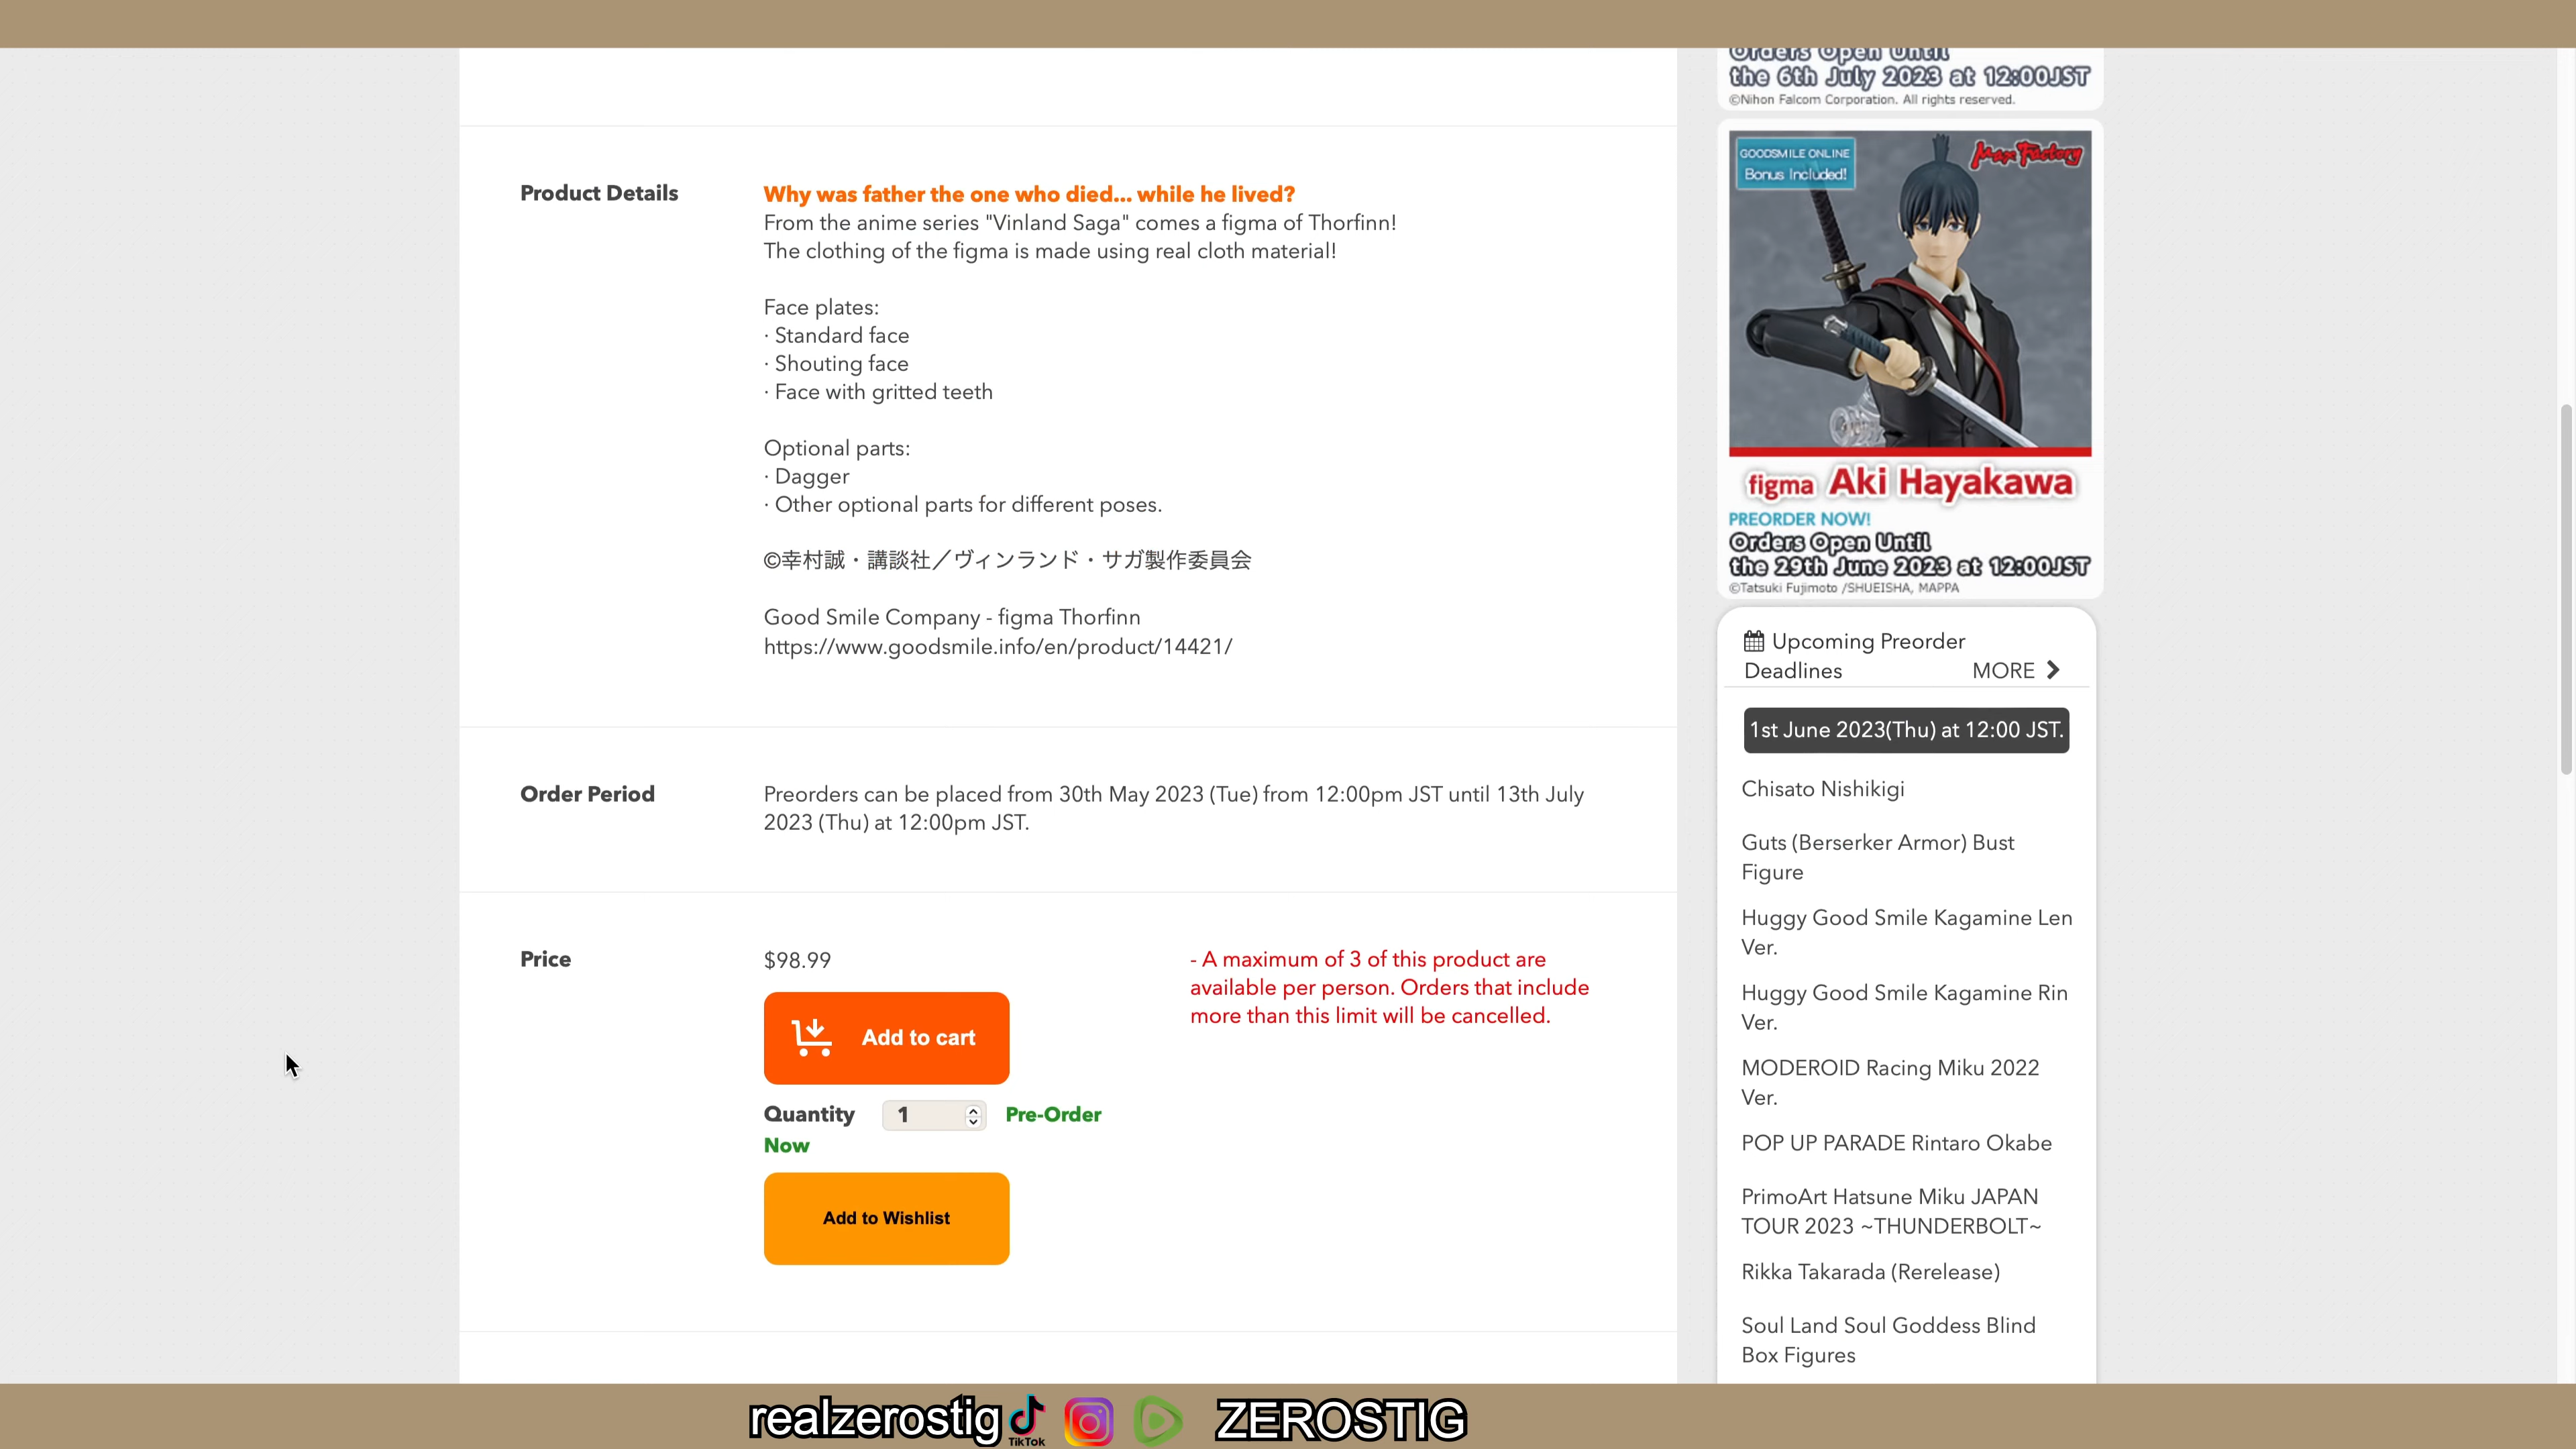 Product Details
Why was father the one who died... while he lived?
From the anime series "Vinland Saga" comes a figma of Thorfinn!
The clothing of the figma is made using real cloth material!
Face plates:
· Standard face
· Shouting face
· Face with gritted teeth
Optional parts:
· Dagger
· Other optional parts for different poses.
©幸村誠・講談社／ヴィンランド・サガ製作委員会
Good Smile Company - figma Thorfinn
https://www.goodsmile.info/en/product/14421/
Order Period
Preorders can be placed from 30th May 2023 (Tue) from 12:00pm JST until 13th July
2023 (Thu) at 12:00pm JST.
Price
$98.99
- A maximum of 3 of this product are
available per person. Orders that include
more than this limit will be cancelled.
Add to cart
Quantity 1 Pre-Order
Now
Add to Wishlist
Orders Open Until
the 6th July 2023 at 12:00JST
©Nihon Falcom Corporation. All rights reserved.
GOODSMILE ONLINE
Bonus Included!
Max Factory
figma Aki Hayakawa
PREORDER NOW!
Orders Open Until
the 29th June 2023 at 12:00JST
©Tatsuki Fujimoto /SHUEISHA, MAPPA
Upcoming Preorder
Deadlines MORE
1st June 2023(Thu) at 12:00 JST.
Chisato Nishikigi
Guts (Berserker Armor) Bust
Figure
Huggy Good Smile Kagamine Len
Ver.
Huggy Good Smile Kagamine Rin
Ver.
MODEROID Racing Miku 2022
Ver.
POP UP PARADE Rintaro Okabe
PrimoArt Hatsune Miku JAPAN
TOUR 2023 ~THUNDERBOLT~
Rikka Takarada (Rerelease)
Soul Land Soul Goddess Blind
Box Figures
realzerostig TikTok ZEROSTIG